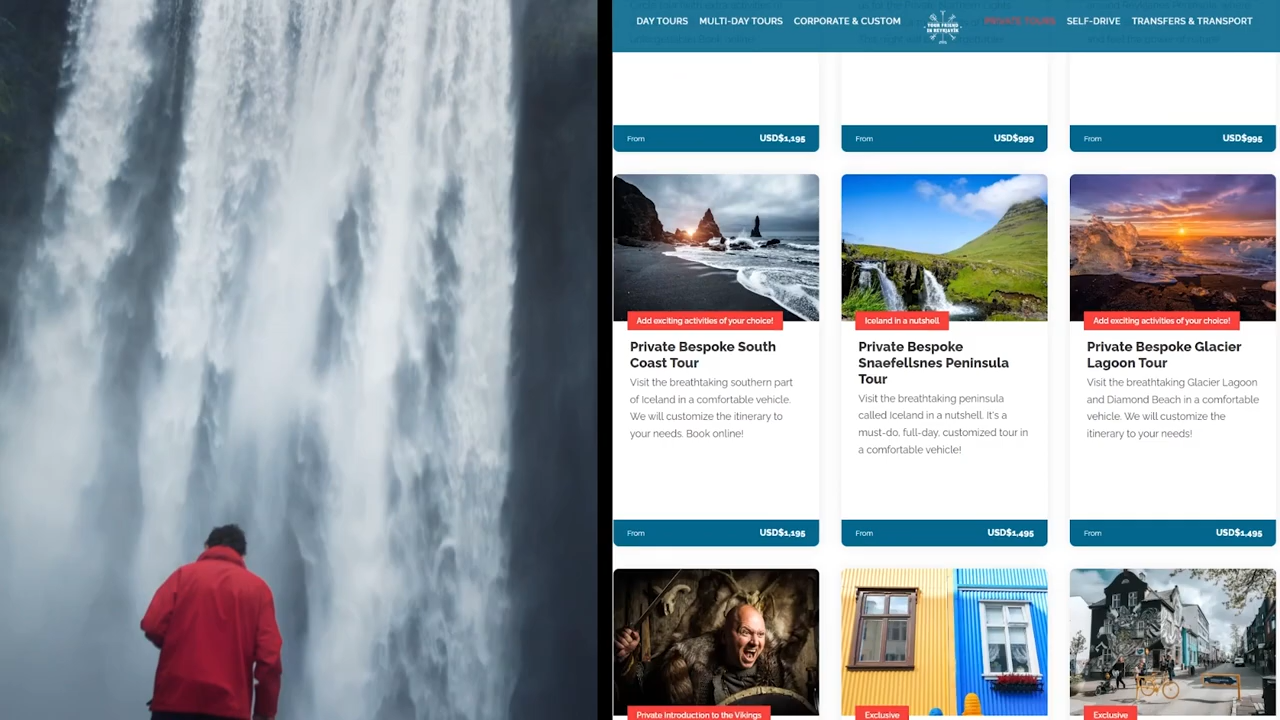 DAY TOURS MULTI-DAY TOURS CORPORATE & CUSTOM YOUR FRIEND IN REYKJAVIK PRIVATE TOURS SELF-DRIVE TRANSFERS & TRANSPORT
From USD$1,195
From USD$999
From USD$995
Add exciting activities of your choice!
Private Bespoke South
Coast Tour
Visit the breathtaking southern part
of Iceland in a comfortable vehicle.
We will customize the itinerary to
your needs. Book online!
From USD$1,195
Iceland in a nutshell
Private Bespoke
Snaefellsnes Peninsula
Tour
Visit the breathtaking peninsula
called Iceland in a nutshell. It's a
must-do, full-day, customized tour in
a comfortable vehicle!
From USD$1,495
Add exciting activities of your choice!
Private Bespoke Glacier
Lagoon Tour
Visit the breathtaking Glacier Lagoon
and Diamond Beach in a comfortable
vehicle. We will customize the
itinerary to your needs!
From USD$1,495
Private Introduction to the Vikings
Exclusive
Exclusive